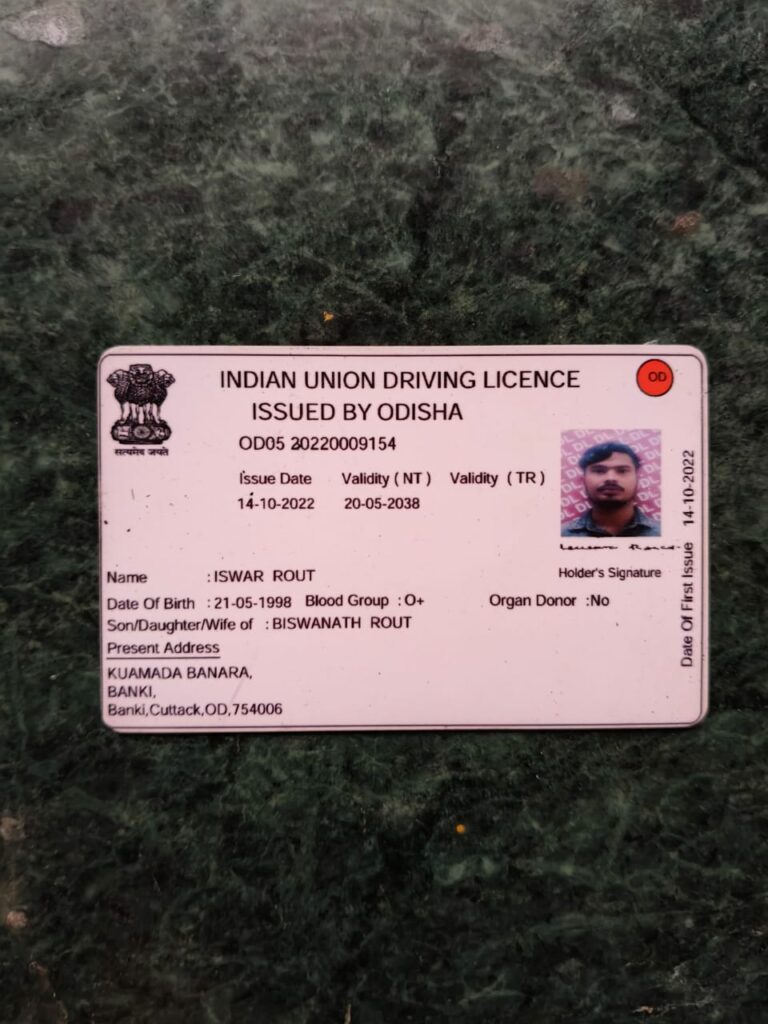 INDIAN UNION DRIVING LICENCE
OD
ISSUED BY ODISHA
OD05 20220009154
सत्यमेव जयते
Issue Date Validity ( NT ) Validity ( TR )
14-10-2022 20-05-2038
DL DL DL
Holder's Signature
Date Of First Issue 14-10-2022
Name : ISWAR ROUT
Date Of Birth : 21-05-1998 Blood Group : O+ Organ Donor :No
Son/Daughter/Wife of : BISWANATH ROUT
Present Address
KUAMADA BANARA,
BANKI,
Banki,Cuttack,OD,754006